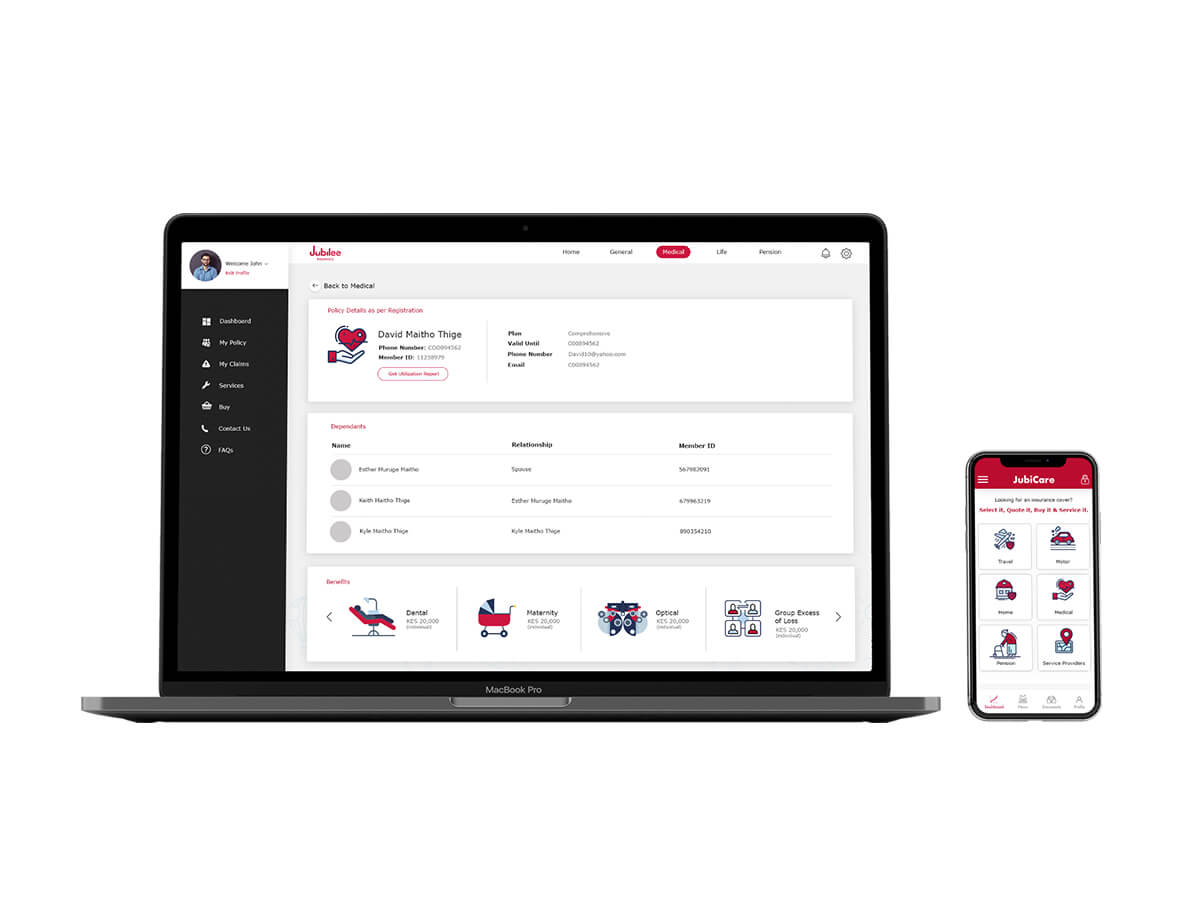 Welcome John
Edit Profile
Jubilee
INSURANCE
Home
General
Medical
Life
Pension
Dashboard
My Policy
My Claims
Services
Buy
Contact Us
FAQs
Back to Medical
Policy Details as per Registration
David Maitho Thige
Phone Number: C00894562
Member ID: 11238979
Get Utilization Report
Plan Comprehensive
Valid Until C00894562
Phone Number David10@yahoo.com
Email C00894562
Dependants
Name Relationship Member ID
Esther Muruge Maitho Spouse 567982091
Keith Maitho Thige Esther Muruge Maitho 679963219
Kyle Maitho Thige Kyle Maitho Thige 890354210
Benefits
Dental
KES 20,000
(Individual)
Maternity
KES 20,000
(Individual)
Optical
KES 20,000
(Individual)
Group Excess
of Loss
KES 20,000
(Individual)
MacBook Pro
JubiCare
Looking for an insurance cover?
Select it, Quote it, Buy it & Service it.
Travel
Motor
Home
Medical
Pension
Service Providers
Dashboard
Profile